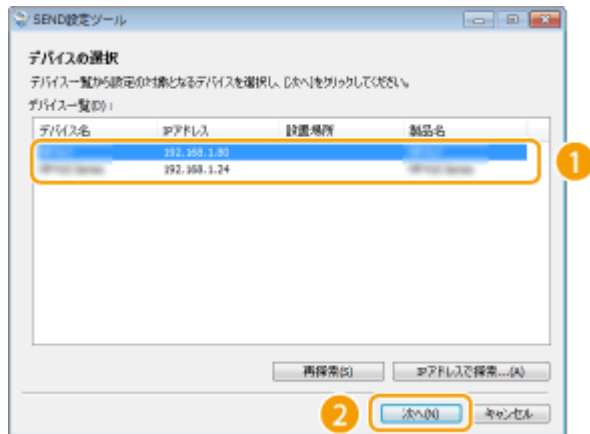 SEND設定ツール
デバイスの選択
デバイス一覧から設定の対象となるデバイスを選択し、[次へ]をクリックしてください。
デバイス一覧(D):
デバイス名 IPアドレス 設置場所 製品名
192.168.1.80
192.168.1.24
1
再探索(S) IPアドレスで探索...(A)
2 次へ(N) キャンセル